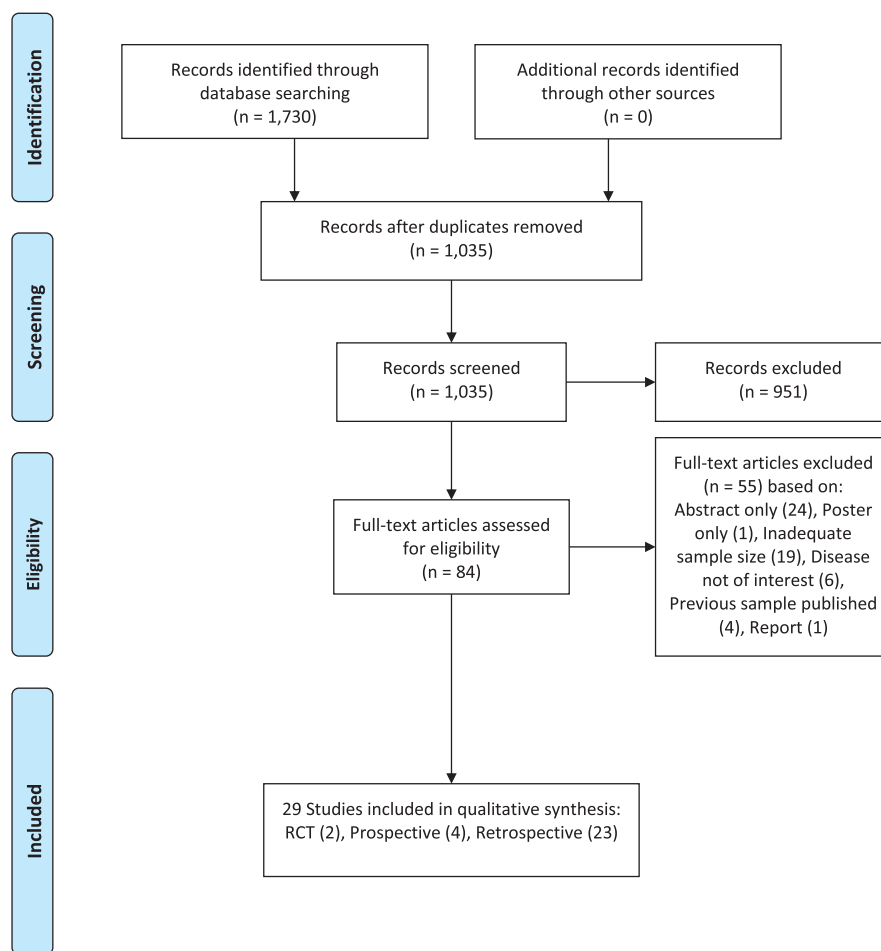 Identification
Records identified through
database searching
(n = 1,730)
Additional records identified
through other sources
(n = 0)
Records after duplicates removed
(n = 1,035)
Screening
Records screened
(n = 1,035)
Records excluded
(n = 951)
Eligibility
Full-text articles assessed
for eligibility
(n = 84)
Full-text articles excluded
(n = 55) based on:
Abstract only (24), Poster
only (1), Inadequate
sample size (19), Disease
not of interest (6),
Previous sample published
(4), Report (1)
Included
29 Studies included in qualitative synthesis:
RCT (2), Prospective (4), Retrospective (23)